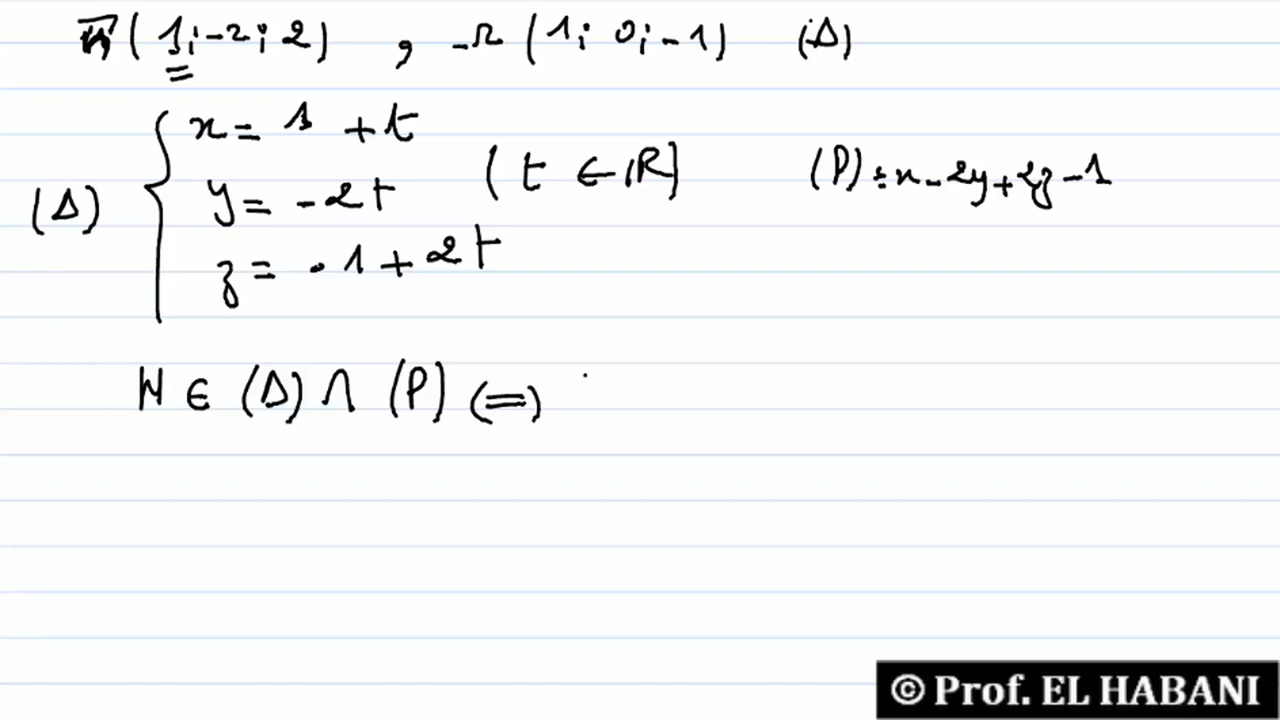 n⃗ (1; -2; 2) , Ω (1; 0; -1) (Δ)
(Δ) { x = 1 + t
y = -2t (t ∈ ℝ) (P) : x - 2y + 2z - 1
z = -1 + 2t
H ∈ (Δ) ∩ (P) (=)
© Prof. EL HABANI